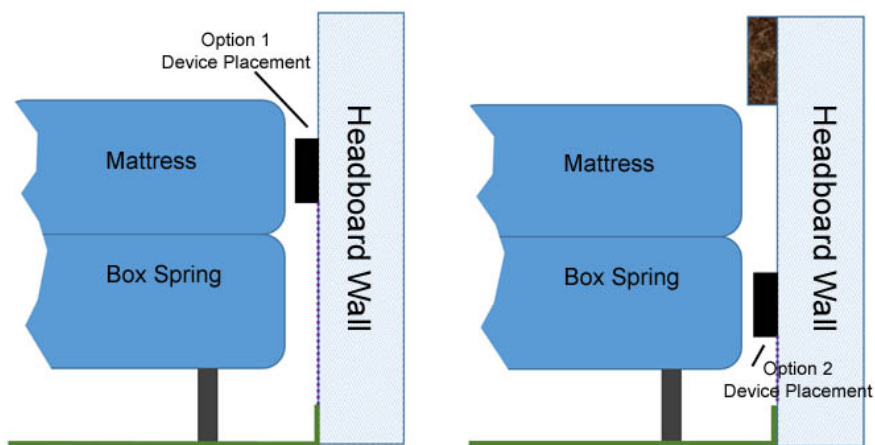 Option 1
Device Placement
Mattress
Box Spring
Headboard Wall
Mattress
Box Spring
Headboard Wall
Option 2
Device Placement